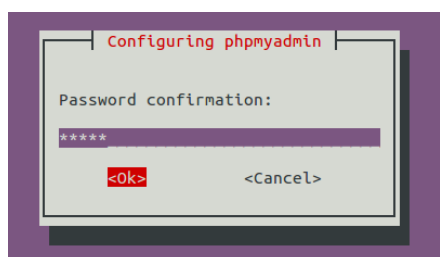 Configuring phpmyadmin
Password confirmation:
*****
<Ok> <Cancel>